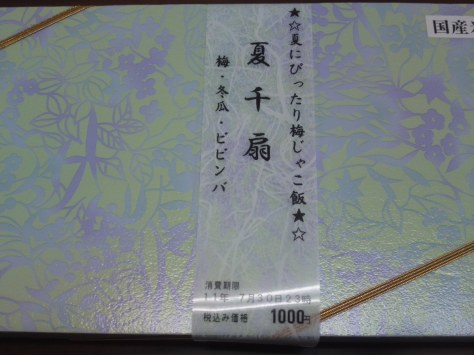 ★☆夏にぴったり梅じゃこ飯★☆
夏千扇
梅・冬瓜・ビビンバ
国産
消費期限
11年 7月30日23時
税込み価格 1000円